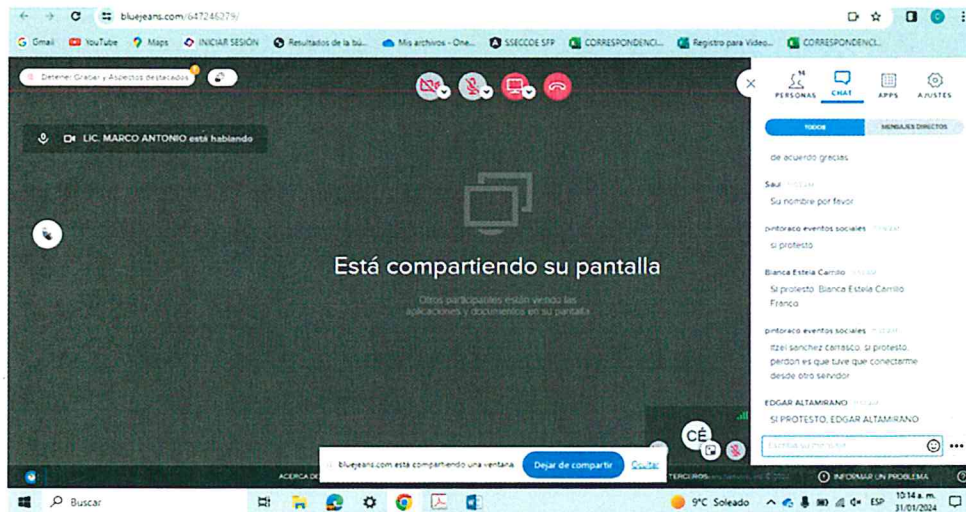 bluejeans.com/647246279/
Gmail YouTube Maps INICIAR SESIÓN Resultados de la bú... Mis archivos - One... SSECCOE SFP CORRESPONDENCI... Registro para Video... CORRESPONDENCI...
Detener Grabar y Aspectos destacados
14
PERSONAS CHAT APPS AJUSTES
TODOS MENSAJES DIRECTOS
LIC. MARCO ANTONIO está hablando
de acuerdo gracias
Saul
Su nombre por favor
pintoraco eventos sociales
si protesto
Está compartiendo su pantalla
Otros participantes están viendo las
aplicaciones y documentos en su pantalla
Bianca Estela Carrillo
SI protesto. Bianca Estela Carrillo
Franco
pintoraco eventos sociales
Itzel sanchez carrasco, si protesto,
perdon es que tuve que conectarme
desde otro servidor
EDGAR ALTAMIRANO
SI PROTESTO, EDGAR ALTAMIRANO
CÉ
bluejeans.com está compartiendo una ventana. Dejar de compartir Ocultar
ACERCA DE
TERCEROS
INFORMAR UN PROBLEMA
Buscar
9°C Soleado
ESP
10:14 a. m.
31/01/2024